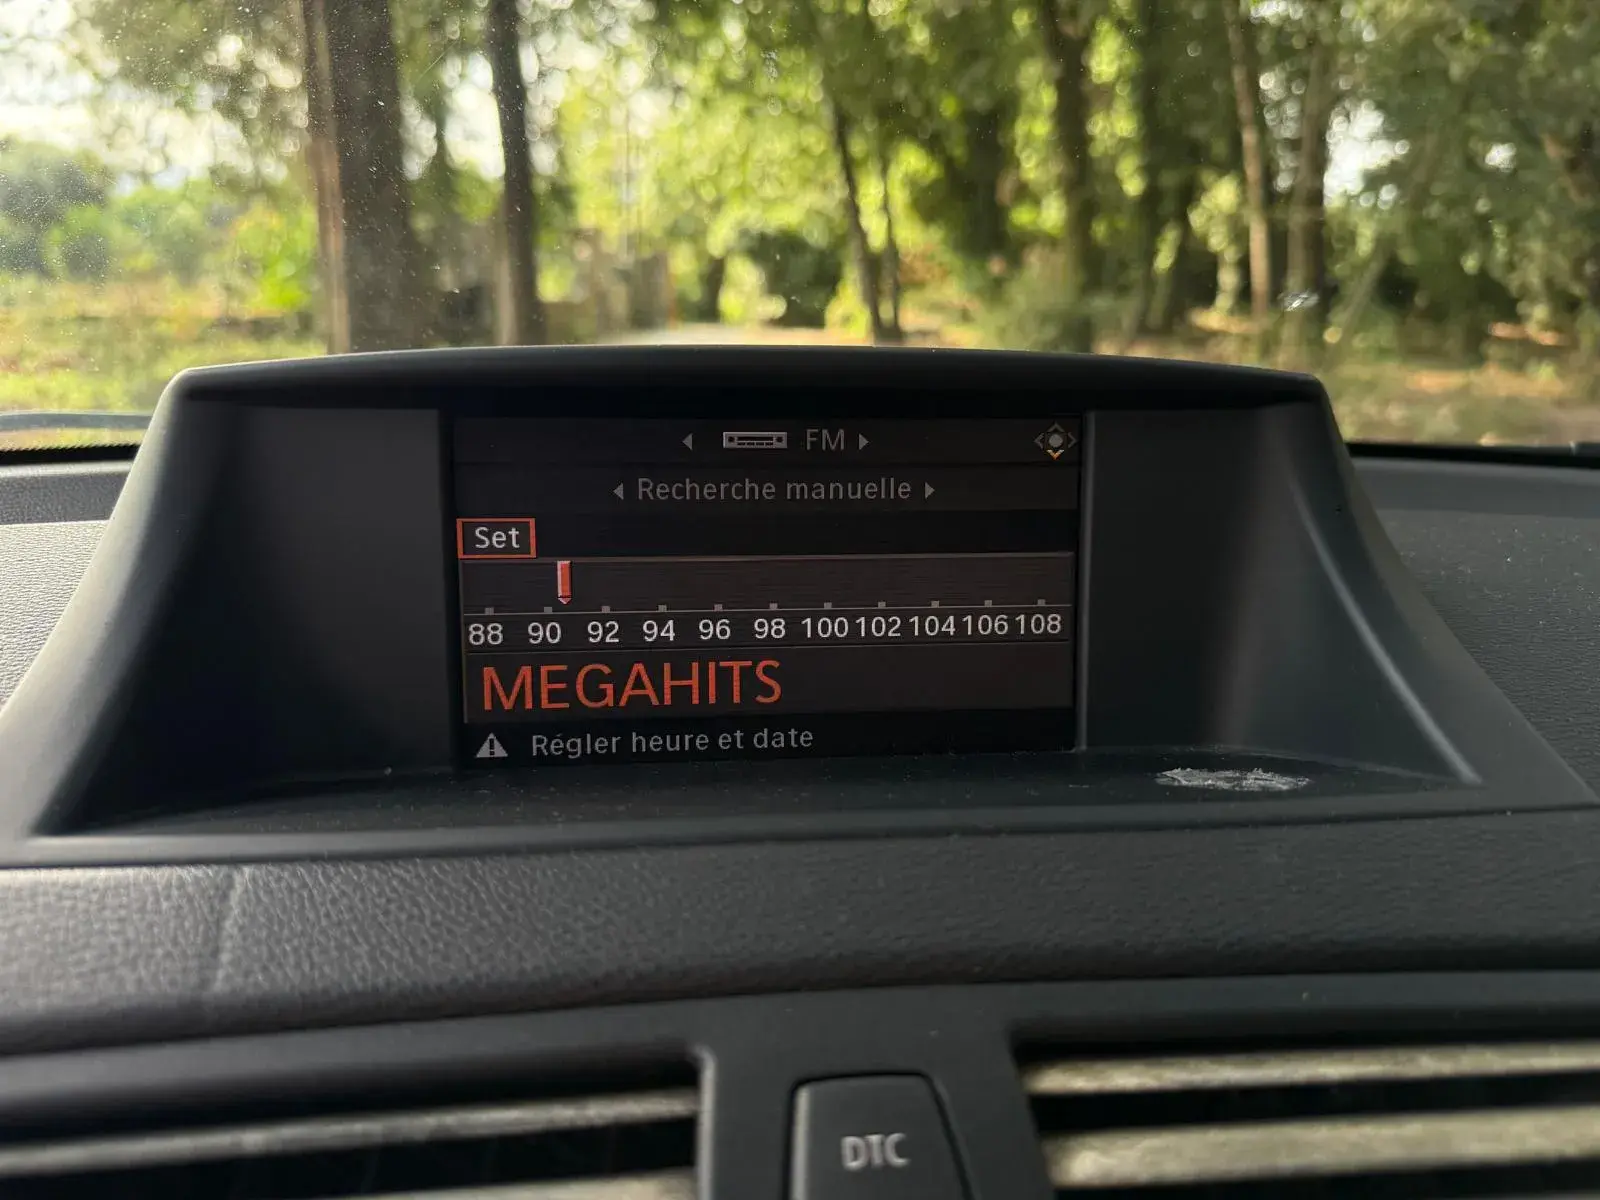 FM
Recherche manuelle
Set
88 90 92 94 96 98 100 102 104 106 108
MEGAHITS
Régler heure et date
DTC